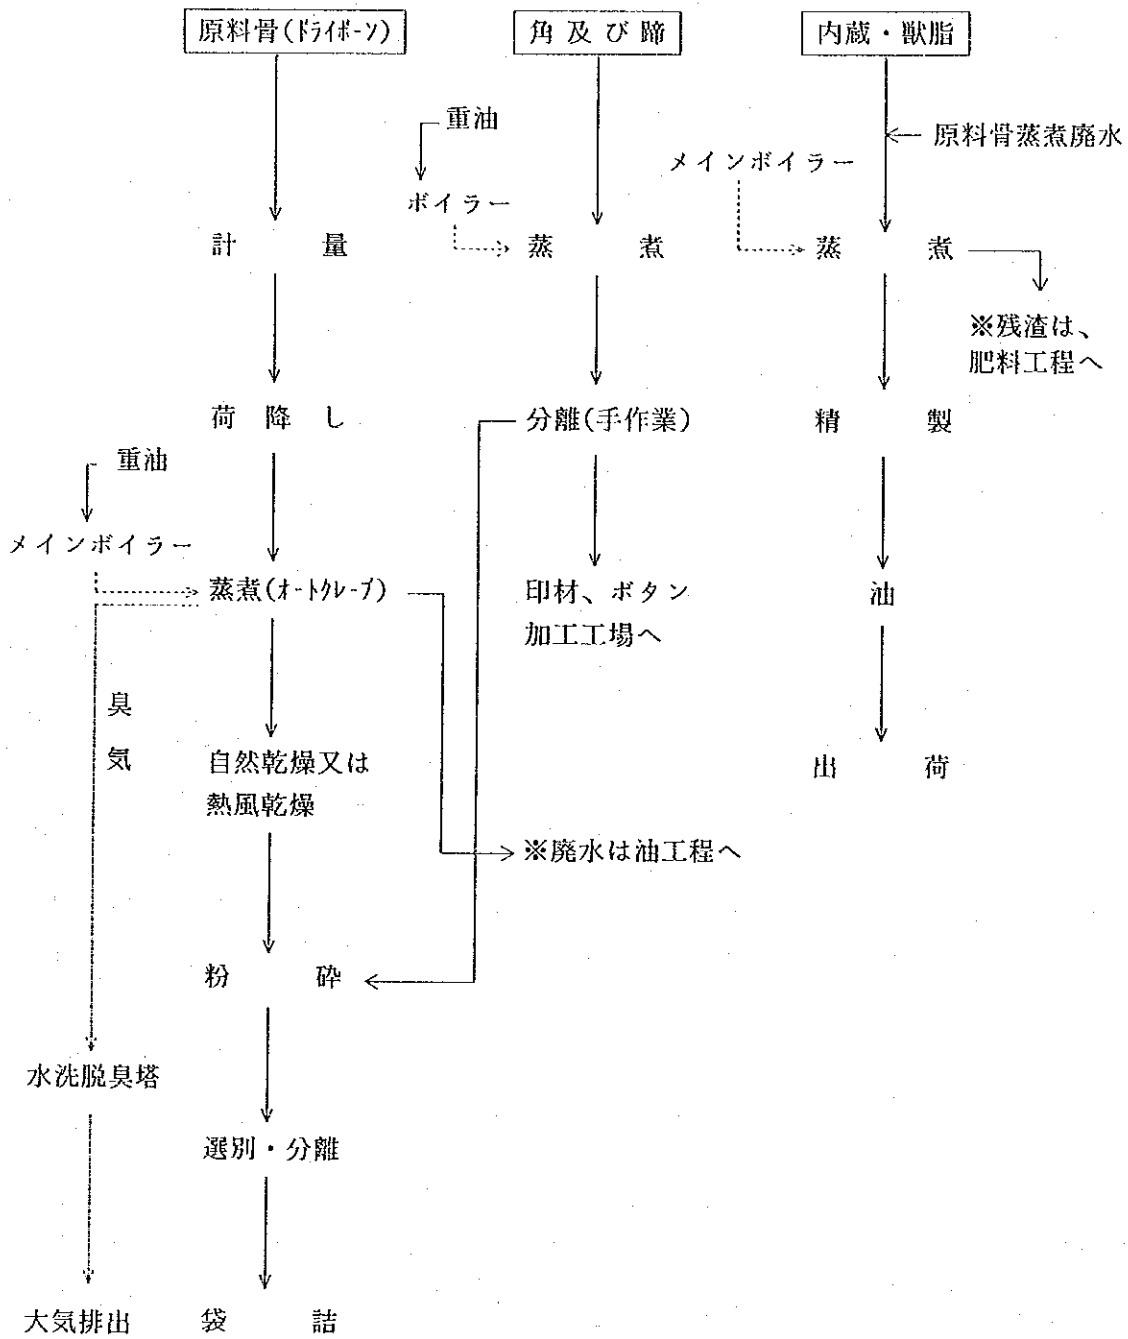 原料骨(ﾄﾞﾗｲﾎﾞｰﾝ)
角及び蹄
内蔵・獣脂
重油
原料骨蒸煮廃水
メインボイラー
ボイラー
計量
蒸煮
蒸煮
※残渣は、
肥料工程へ
荷降し
分離(手作業)
精製
重油
メインボイラー
蒸煮(ｵｰﾄｸﾚｰﾌﾞ)
印材、ボタン
加工工場へ
油
臭気
自然乾燥又は
熱風乾燥
出荷
※廃水は油工程へ
粉砕
水洗脱臭塔
選別・分離
大気排出
袋詰